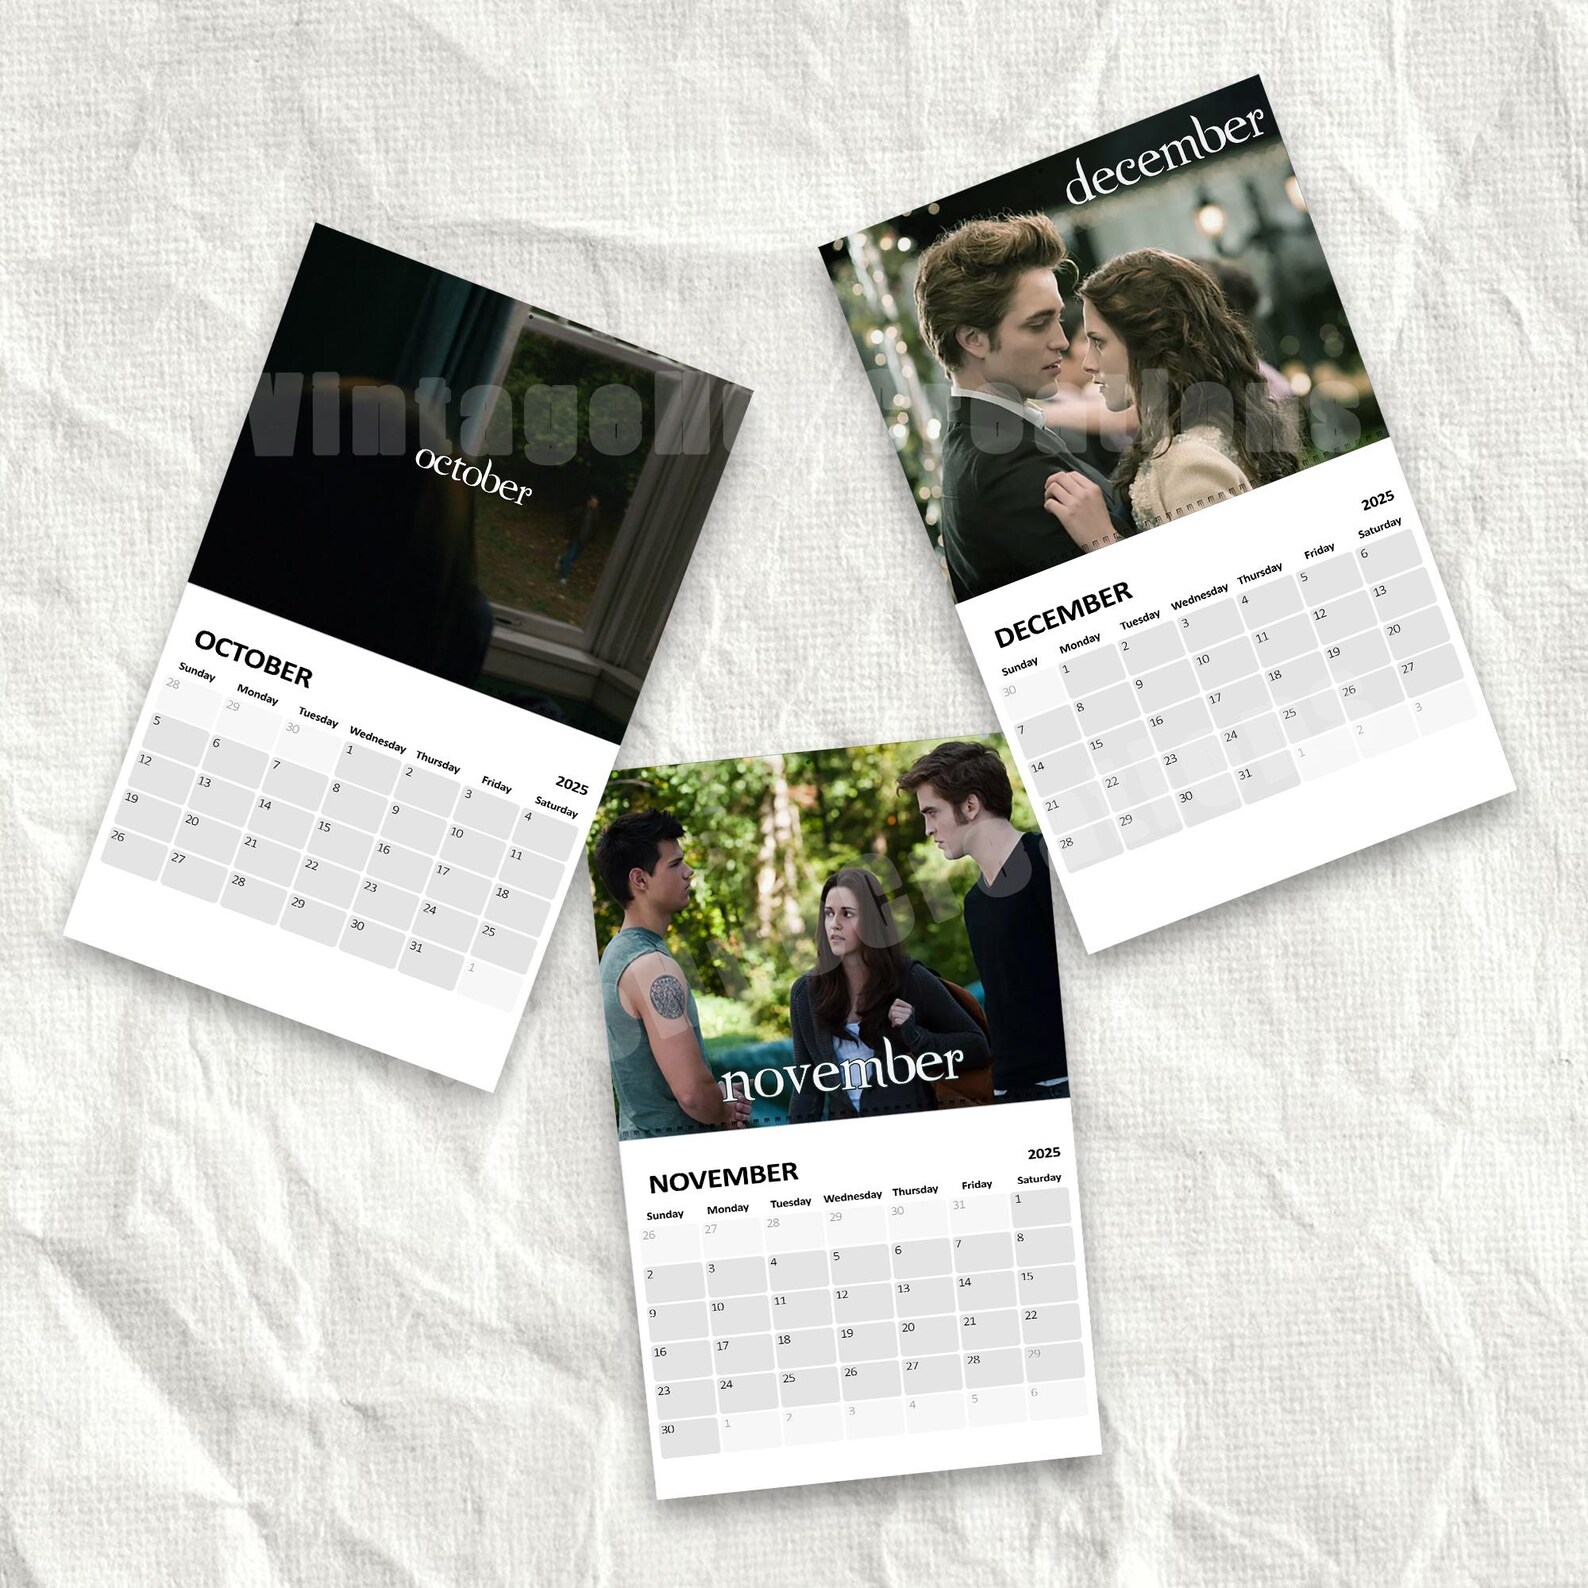 october
OCTOBER
2025
Sunday Monday Tuesday Wednesday Thursday Friday Saturday
28 29 30 1 2 3 4
5 6 7 8 9 10 11
12 13 14 15 16 17 18
19 20 21 22 23 24 25
26 27 28 29 30 31 1
december
DECEMBER
2025
Sunday Monday Tuesday Wednesday Thursday Friday Saturday
30 1 2 3 4 5 6
7 8 9 10 11 12 13
14 15 16 17 18 19 20
21 22 23 24 25 26 27
28 29 30 31 1 2 3
november
NOVEMBER
2025
Sunday Monday Tuesday Wednesday Thursday Friday Saturday
26 27 28 29 30 31 1
2 3 4 5 6 7 8
9 10 11 12 13 14 15
16 17 18 19 20 21 22
23 24 25 26 27 28 29
30 1 2 3 4 5 6